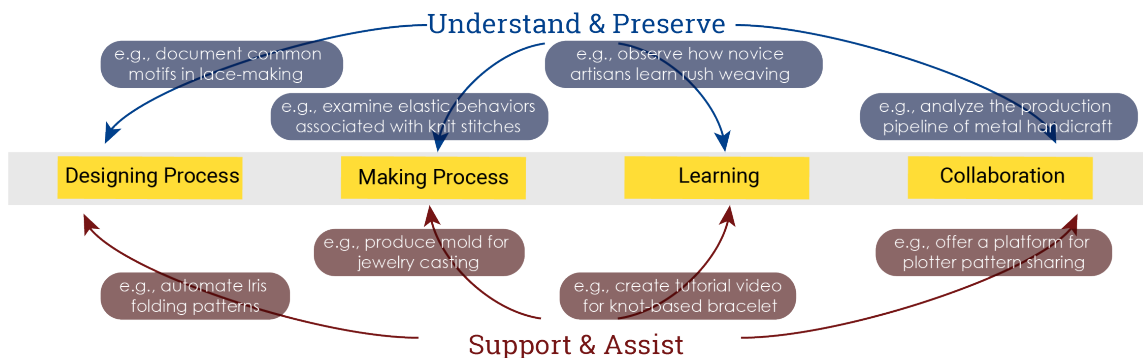 Understand & Preserve
e.g., document common
motifs in lace-making
e.g., observe how novice
artisans learn rush weaving
e.g., examine elastic behaviors
associated with knit stitches
e.g., analyze the production
pipeline of metal handicraft
Designing Process
Making Process
Learning
Collaboration
e.g., produce mold for
jewelry casting
e.g., offer a platform for
plotter pattern sharing
e.g., automate Iris
folding patterns
e.g., create tutorial video
for knot-based bracelet
Support & Assist